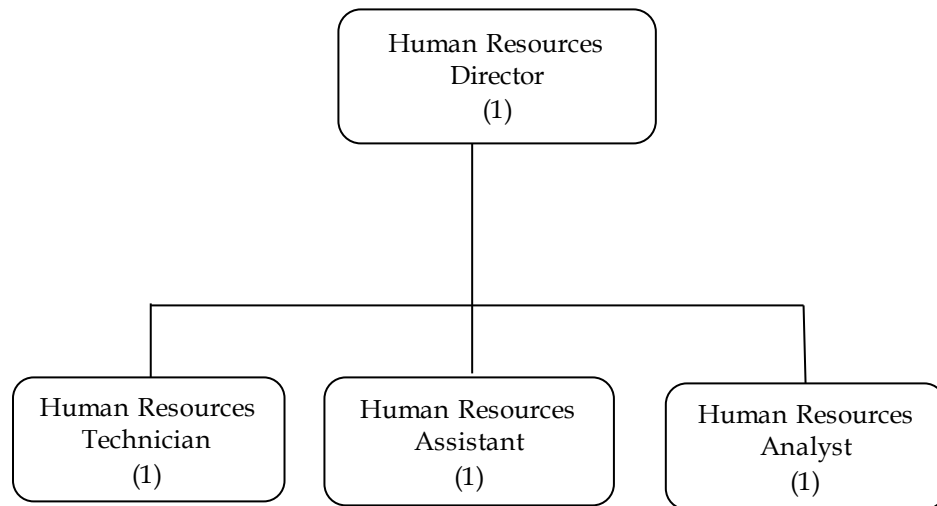 Human Resources
Director
(1)
Human Resources
Technician
(1)
Human Resources
Assistant
(1)
Human Resources
Analyst
(1)